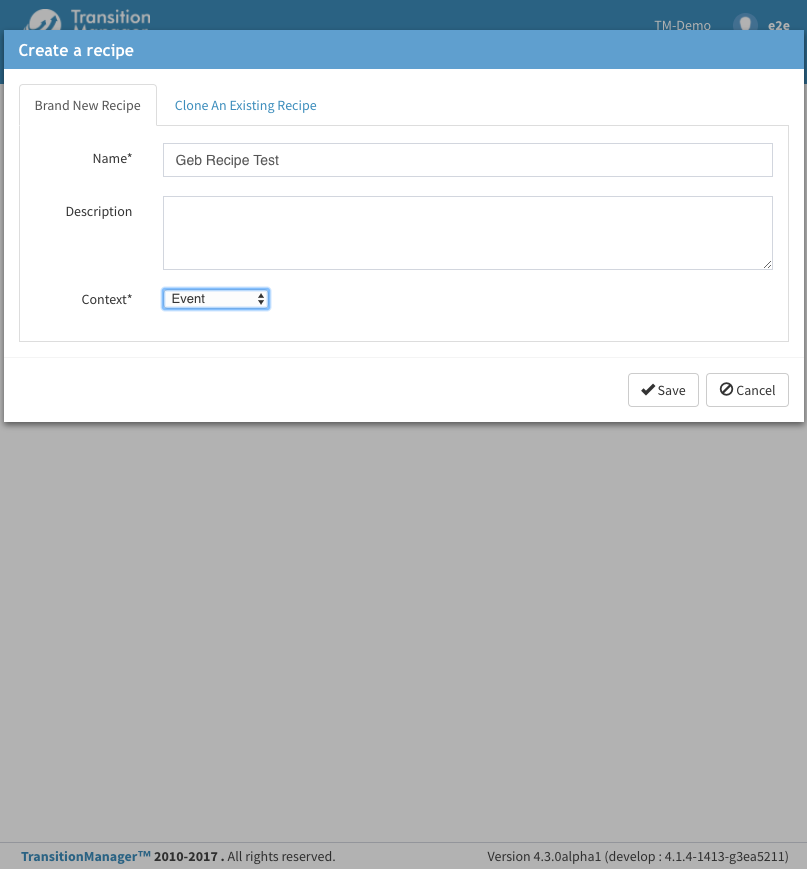 Transition
Manager
TM-Demo
e2e
Create a recipe
Brand New Recipe
Clone An Existing Recipe
Name*
Geb Recipe Test
Description
Context*
Event
Save
Cancel
TransitionManager™ 2010-2017 . All rights reserved.
Version 4.3.0alpha1 (develop : 4.1.4-1413-g3ea5211)